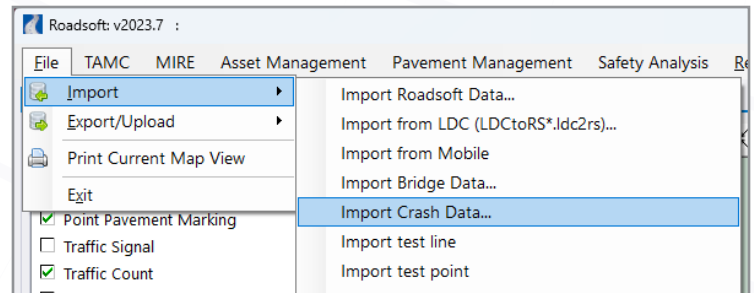 Roadsoft: v2023.7 :
File TAMC MIRE Asset Management Pavement Management Safety Analysis
Import
Export/Upload
Print Current Map View
Exit
Import Roadsoft Data...
Import from LDC (LDCtoRS*.ldc2rs)...
Import from Mobile
Import Bridge Data...
Import Crash Data...
Import test line
Import test point
Point Pavement Marking
Traffic Signal
Traffic Count